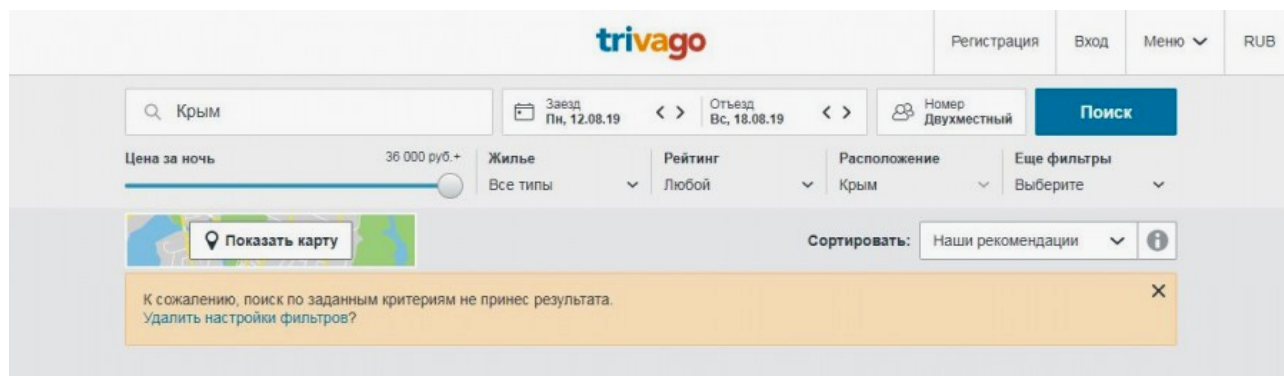 trivago
Регистрация
Вход
Меню
RUB
Крым
Заезд
Пн, 12.08.19
Отъезд
Вс, 18.08.19
Номер
Двухместный
Поиск
Цена за ночь
36 000 руб.+
Жилье
Все типы
Рейтинг
Любой
Расположение
Крым
Еще фильтры
Выберите
Показать карту
Сортировать:
Наши рекомендации
К сожалению, поиск по заданным критериям не принес результата.
Удалить настройки фильтров?